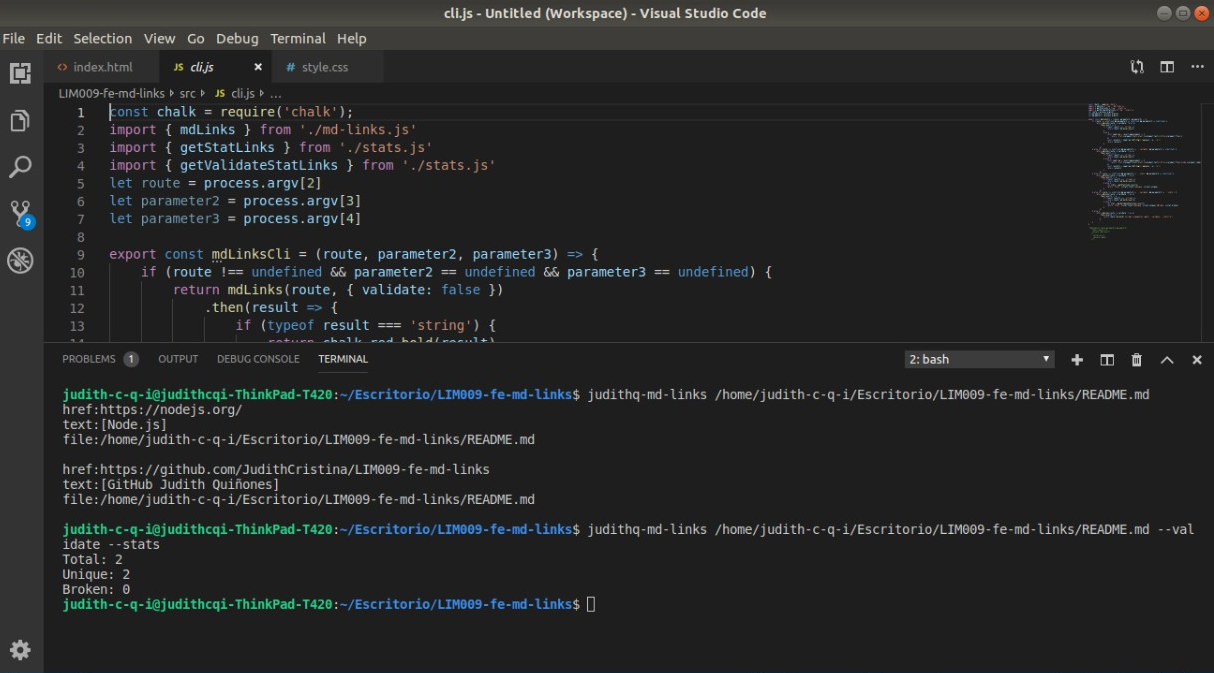 cli.js - Untitled (Workspace) - Visual Studio Code
File Edit Selection View Go Debug Terminal Help
<> index.html JS cli.js × # style.css ...
LIM009-fe-md-links ▸ src ▸ JS cli.js ▸ ...
1 const chalk = require('chalk');
2 import { mdLinks } from './md-links.js'
3 import { getStatLinks } from './stats.js'
4 import { getValidateStatLinks } from './stats.js'
5 let route = process.argv[2]
6 let parameter2 = process.argv[3]
7 let parameter3 = process.argv[4]
8
9 export const mdLinksCli = (route, parameter2, parameter3) => {
10 if (route !== undefined && parameter2 == undefined && parameter3 == undefined) {
11 return mdLinks(route, { validate: false })
12 .then(result => {
13 if (typeof result === 'string') {
14 return chalk.red.bold(result)
9
PROBLEMS 1 OUTPUT DEBUG CONSOLE TERMINAL 2: bash
judith-c-q-i@judithcqi-ThinkPad-T420:~/Escritorio/LIM009-fe-md-links$ judithq-md-links /home/judith-c-q-i/Escritorio/LIM009-fe-md-links/README.md
href:https://nodejs.org/
text:[Node.js]
file:/home/judith-c-q-i/Escritorio/LIM009-fe-md-links/README.md
href:https://github.com/JudithCristina/LIM009-fe-md-links
text:[GitHub Judith Quiñones]
file:/home/judith-c-q-i/Escritorio/LIM009-fe-md-links/README.md
judith-c-q-i@judithcqi-ThinkPad-T420:~/Escritorio/LIM009-fe-md-links$ judithq-md-links /home/judith-c-q-i/Escritorio/LIM009-fe-md-links/README.md --val
idate --stats
Total: 2
Unique: 2
Broken: 0
judith-c-q-i@judithcqi-ThinkPad-T420:~/Escritorio/LIM009-fe-md-links$